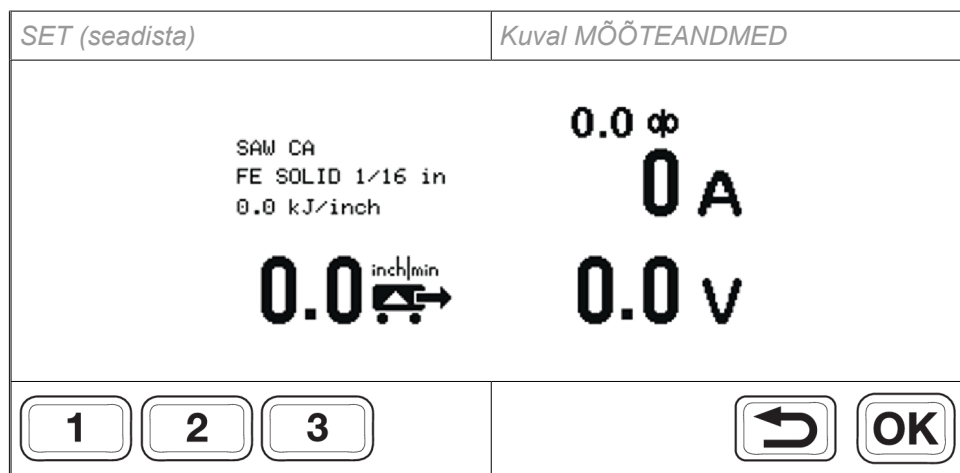 SET (seadista)
Kuval MÕÕTEANDMED
SAW CA
FE SOLID 1/16 in
0.0 kJ/inch
0.0 inch|min
0.0
0 A
0.0 V
1 2 3
OK